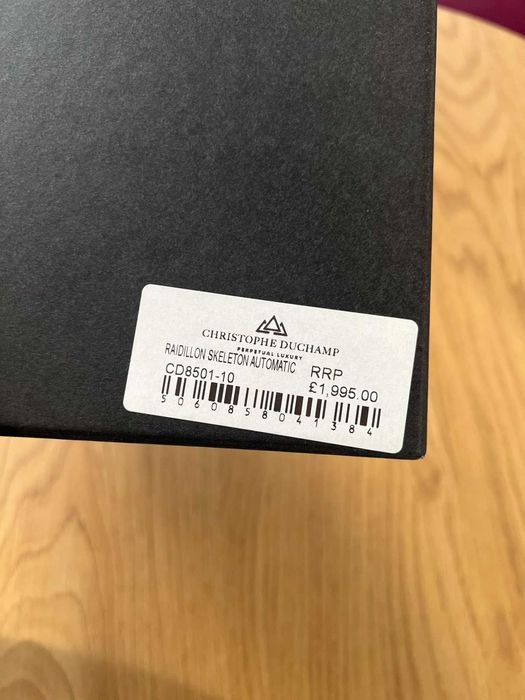 CHRISTOPHE DUCHAMP
PERPETUAL LUXURY
RAIDILLON SKELETON AUTOMATIC
CD8501-10
RRP
£1,995.00
5060858041384